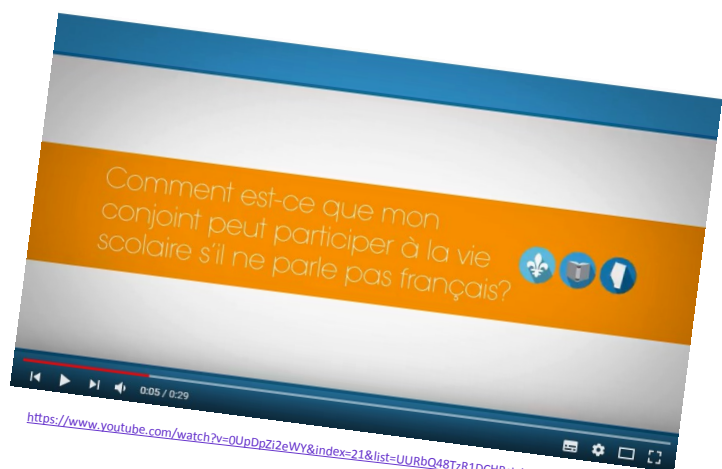 Comment est-ce que mon
conjoint peut participer à la vie
scolaire s'il ne parle pas français?
0:05 / 0:29
https://www.youtube.com/watch?v=0UpDpZi2eWY&index=21&list=UURbQ48TzR1DCHR